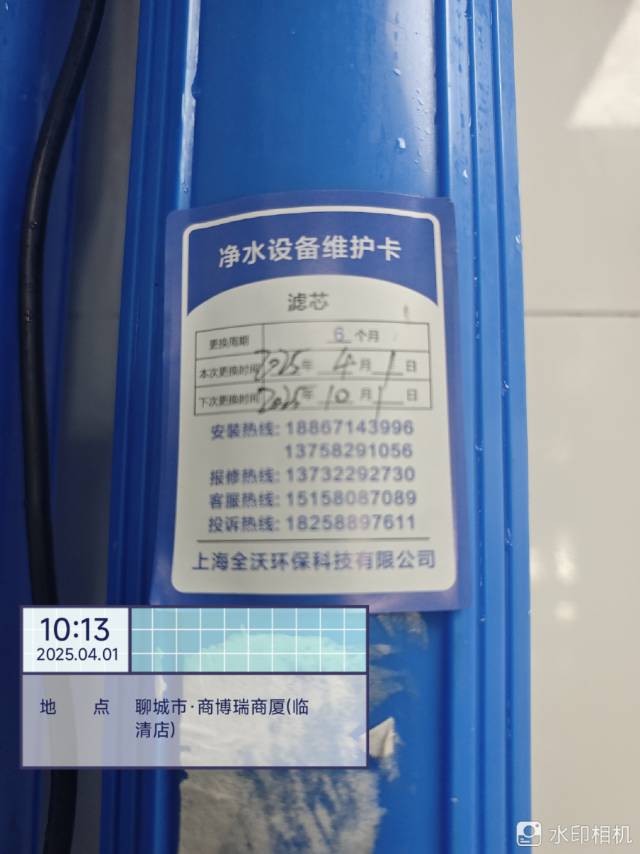 净水设备维护卡
滤芯
更换周期 6 个月
本次更换时间 2025 年 4 月 1 日
下次更换时间 2025 年 10 月 1 日
安装热线: 18867143996
13758291056
报修热线: 13732292730
客服热线: 15158087089
投诉热线: 18258897611
上海全沃环保科技有限公司
10:13
2025.04.01
地 点 聊城市·商博瑞商厦(临
清店)
水印相机